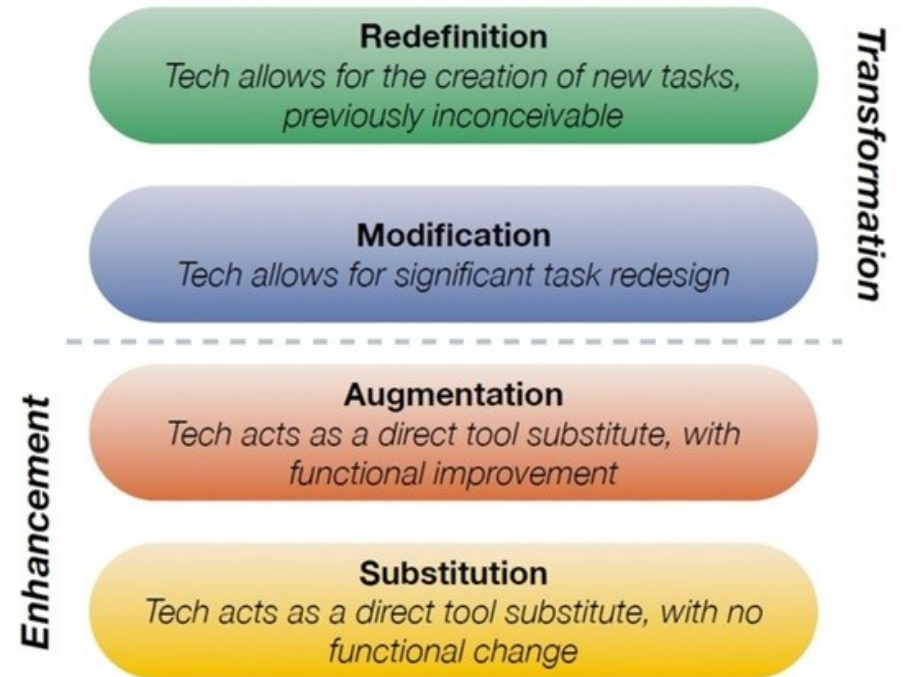 Redefinition
Tech allows for the creation of new tasks,
previously inconceivable
Transformation
Modification
Tech allows for significant task redesign
Enhancement
Augmentation
Tech acts as a direct tool substitute, with
functional improvement
Substitution
Tech acts as a direct tool substitute, with no
functional change